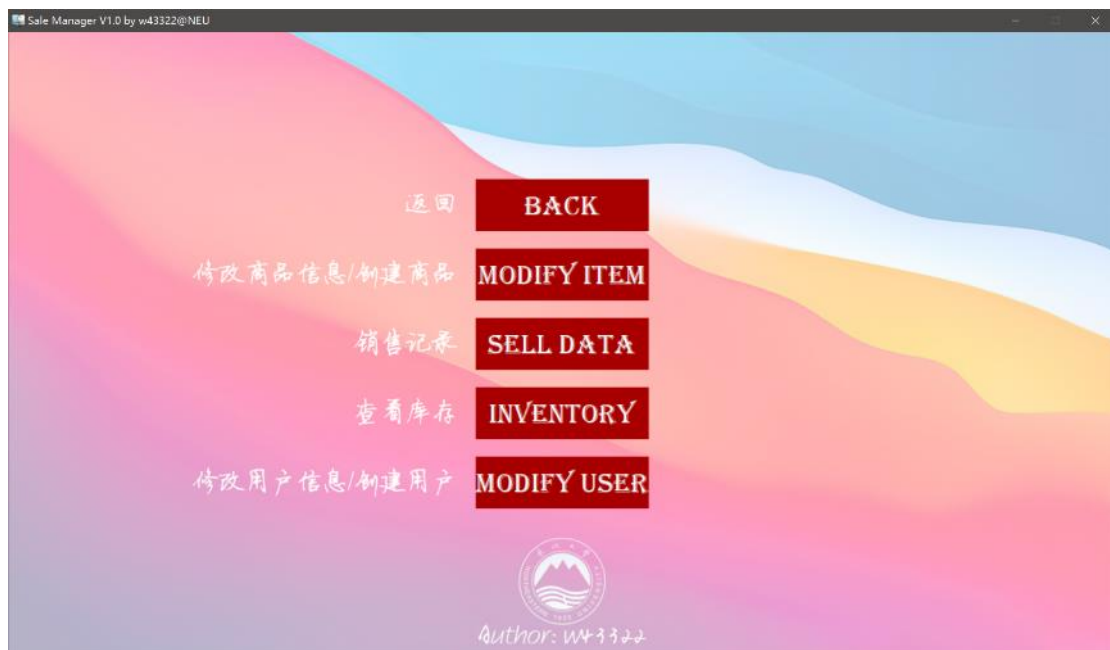 Sale Manager V1.0 by w43322@NEU
返回 BACK
修改商品信息/创建商品 MODIFY ITEM
销售记录 SELL DATA
查看库存 INVENTORY
修改用户信息/创建用户 MODIFY USER
Author: w43322